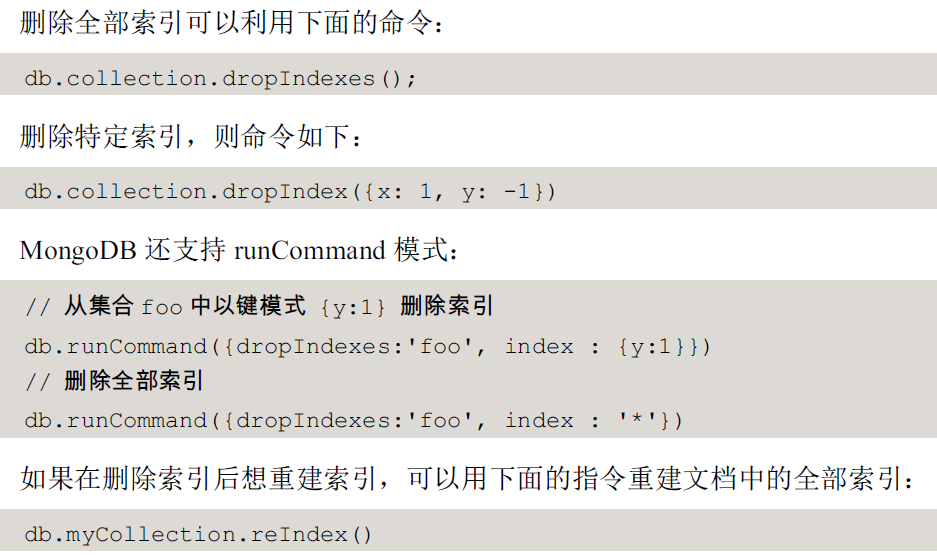 删除全部索引可以利用下面的命令：
db.collection.dropIndexes();
删除特定索引，则命令如下：
db.collection.dropIndex({x: 1, y: -1})
MongoDB 还支持 runCommand 模式：
// 从集合 foo 中以键模式 {y:1} 删除索引
db.runCommand({dropIndexes:'foo', index : {y:1}})
// 删除全部索引
db.runCommand({dropIndexes:'foo', index : '*'})
如果在删除索引后想重建索引，可以用下面的指令重建文档中的全部索引：
db.myCollection.reIndex()